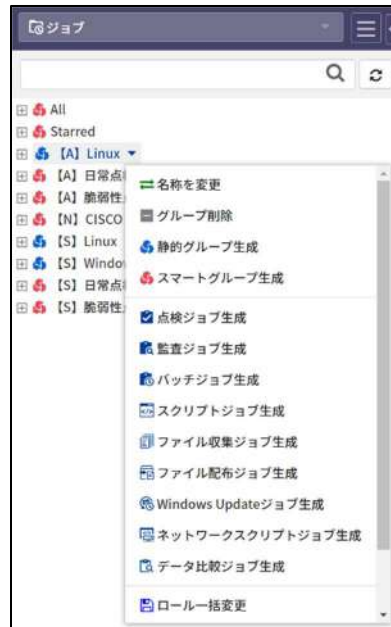 ジョブ
All
Starred
【A】Linux
【A】日常点
【A】脆弱性
【N】CISCO
【S】Linux
【S】Windo
【S】日常点
【S】脆弱性
名称を変更
グループ削除
静的グループ生成
スマートグループ生成
点検ジョブ生成
監査ジョブ生成
バッチジョブ生成
スクリプトジョブ生成
ファイル収集ジョブ生成
ファイル配布ジョブ生成
Windows Updateジョブ生成
ネットワークスクリプトジョブ生成
データ比較ジョブ生成
ロール一括変更